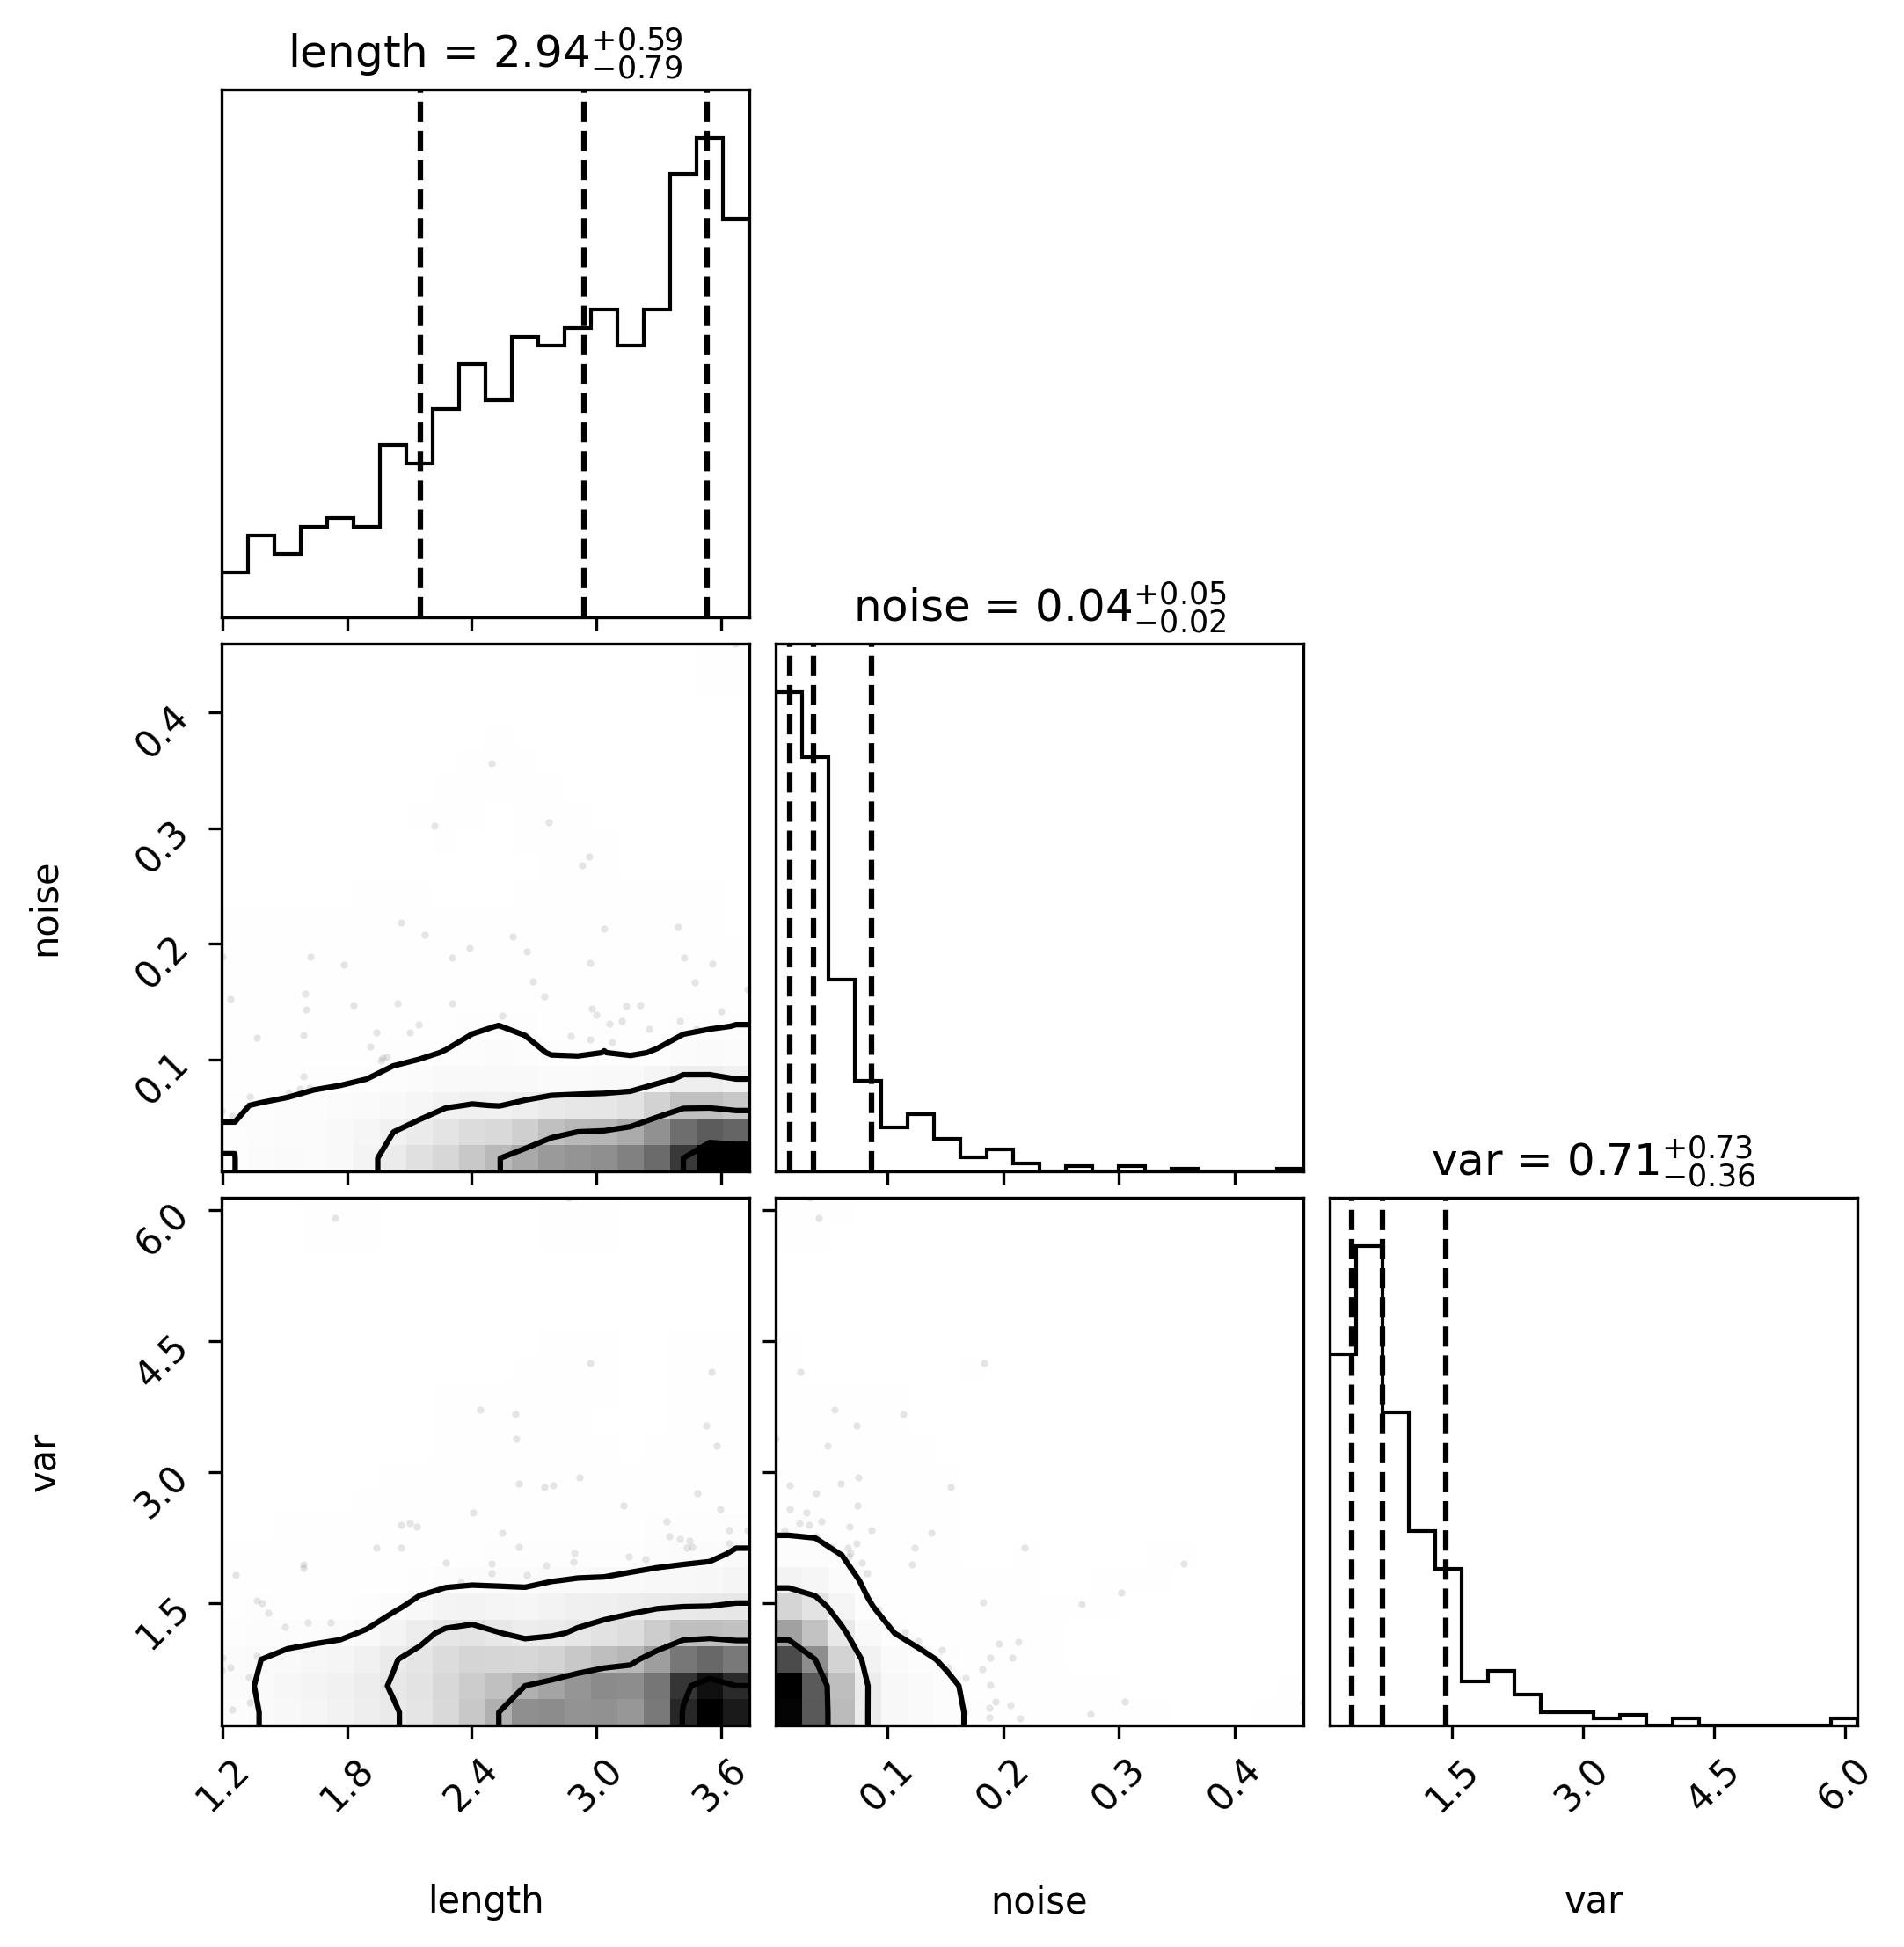 length = 2.94 +0.59 −0.79
noise = 0.04 +0.05 −0.02
0.4
0.3
0.2
0.1
noise
var = 0.71 +0.73 −0.36
6.0
4.5
3.0
1.5
var
1.2 1.8 2.4 3.0 3.6 0.1 0.2 0.3 0.4 1.5 3.0 4.5 6.0
length noise var